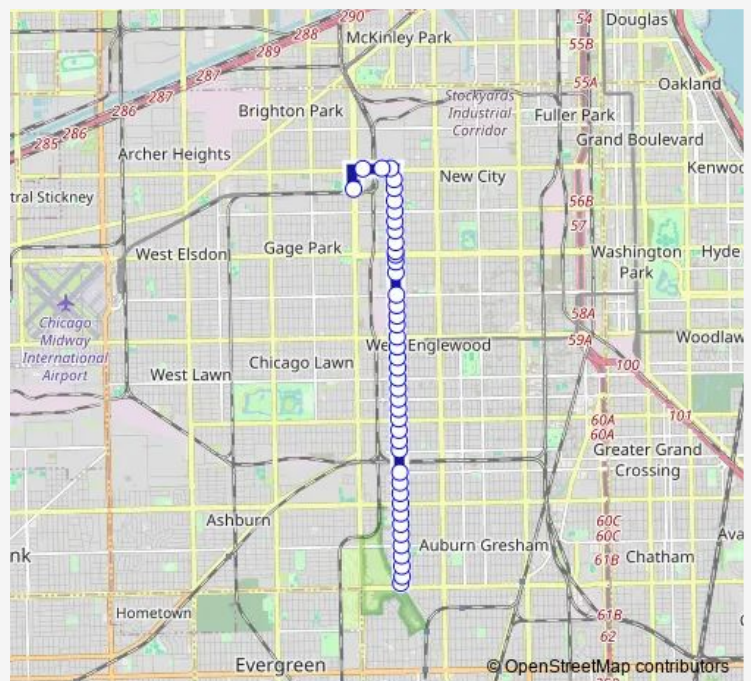 290
54
Douglas
288
McKinley Park
55B
289
287
287
55A
Oakland
286
Brighton Park
Stockyards
Industrial
Corridor
Fuller Park
286
285
Grand Boulevard
Archer Heights
Kenwoo
tral Stickney
New City
56B
57
West Elsdon
Gage Park
Washington
Park
Hyde
Chicago
Midway
International
Airport
58A
59A
West Englewood
Woodlaw
Chicago Lawn
100
West Lawn
101
60A
60A
Greater Grand
Crossing
Ashburn
60C
60C
Ava
nk
Auburn Gresham
61B
Chatham
Hometown
61B
62
Evergreen
© OpenStreetMap contributors